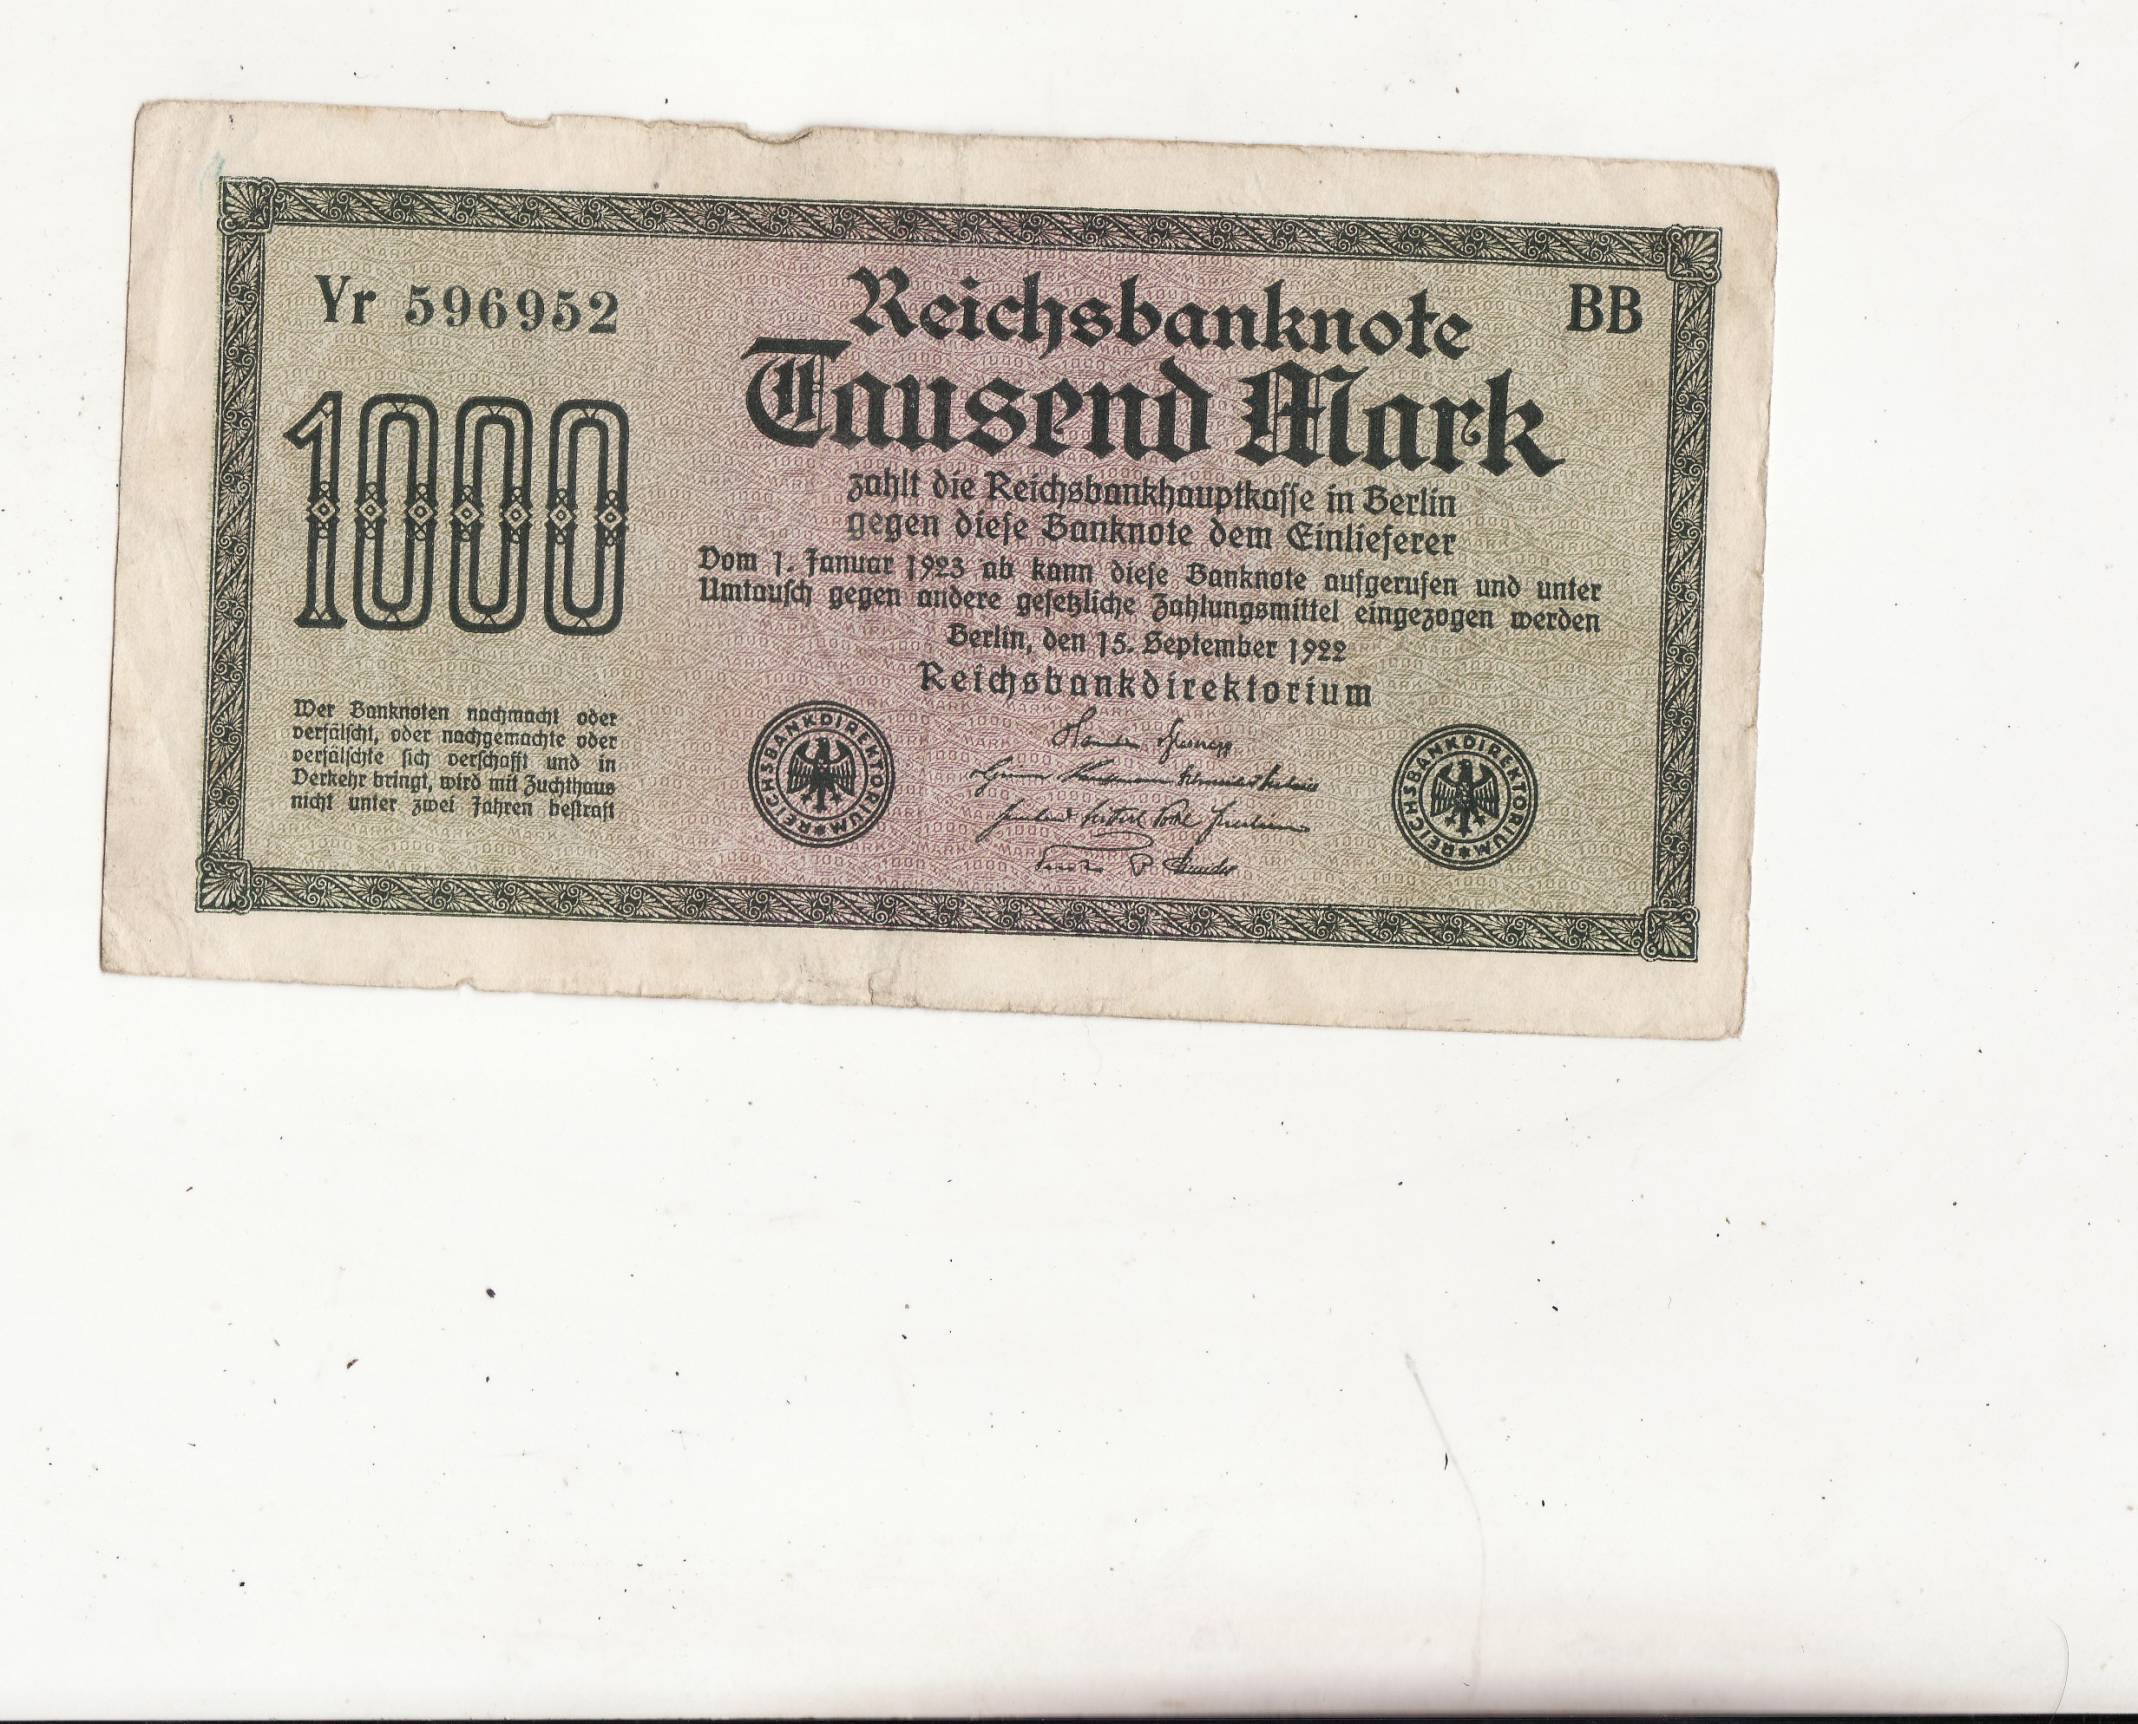 Yr 596952
BB
Reichsbanknote
Tausend Mark
1000
zahlt die Reichsbankhauptkasse in Berlin
gegen diese Banknote dem Einlieferer
Vom 1. Januar 1923 ab kann diese Banknote aufgerufen und unter
Umtausch gegen andere gesetzliche Zahlungsmittel eingezogen werden
Berlin, den 15. September 1922
Reichsbankdirektorium
Wer Banknoten nachmacht oder
verfälscht, oder nachgemachte oder
verfälschte sich verschafft und in
Verkehr bringt, wird mit Zuchthaus
nicht unter zwei Jahren bestraft
REICHSBANKDIREKTORIUM
REICHSBANKDIREKTORIUM